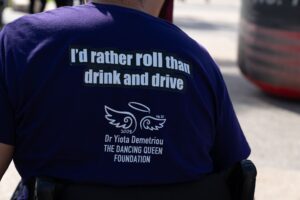 I'd rather roll than
drink and drive
Dr Yiota Demetriou
THE DANCING QUEEN
FOUNDATION